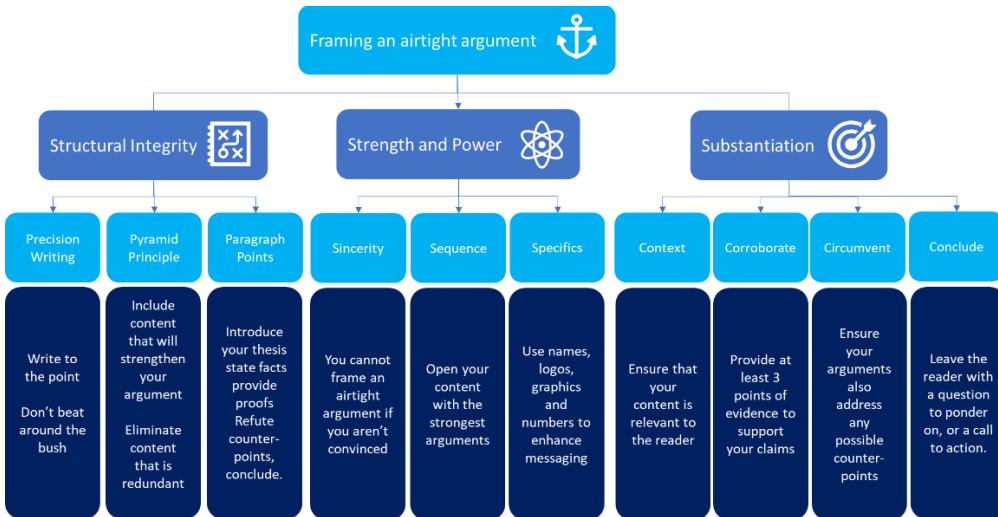 Framing an airtight argument
Structural Integrity
Strength and Power
Substantiation
Precision
Writing
Pyramid
Principle
Paragraph
Points
Sincerity
Sequence
Specifics
Context
Corroborate
Circumvent
Conclude
Write to
the point
Don't beat
around the
bush
Include
content
that will
strengthen
your
argument
Eliminate
content
that is
redundant
Introduce
your thesis
state facts
provide
proofs
Refute
counter-
points,
conclude.
You cannot
frame an
airtight
argument if
you aren't
convinced
Open your
content
with the
strongest
arguments
Use names,
logos,
graphics
and
numbers to
enhance
messaging
Ensure that
your
content is
relevant to
the reader
Provide at
least 3
points of
evidence to
support
your claims
Ensure
your
arguments
also
address
any
possible
counter-
points
Leave the
reader with
a question
to ponder
on, or a call
to action.